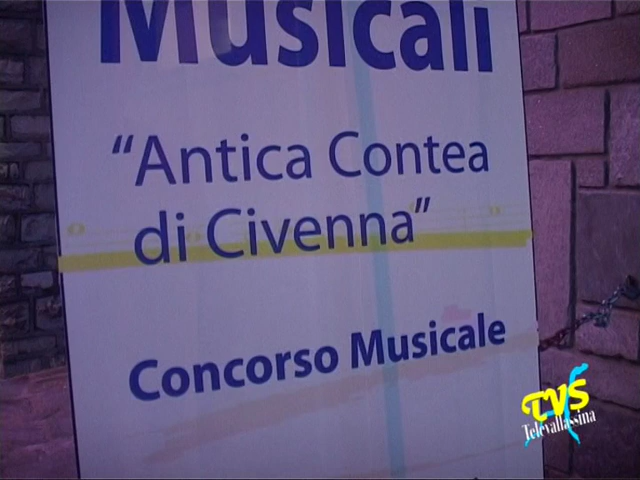 Musicali
"Antica Contea
di Civenna"
Concorso Musicale
TVS
Televallassina